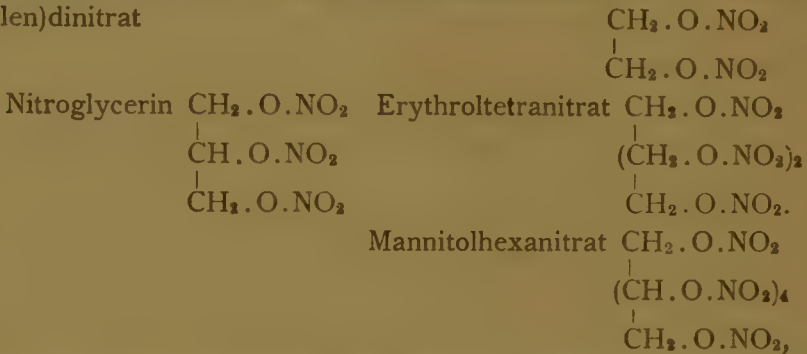 len)dinitrat CH₂.O.NO₂
CH₂.O.NO₂
Nitroglycerin CH₂.O.NO₂ Erythroltetranitrat CH₂.O.NO₂
CH.O.NO₂ (CH₂.O.NO₂)₂
CH₂.O.NO₂ CH₂.O.NO₂.
Mannitolhexanitrat CH₂.O.NO₂
(CH.O.NO₂)₄
CH₂.O.NO₂,